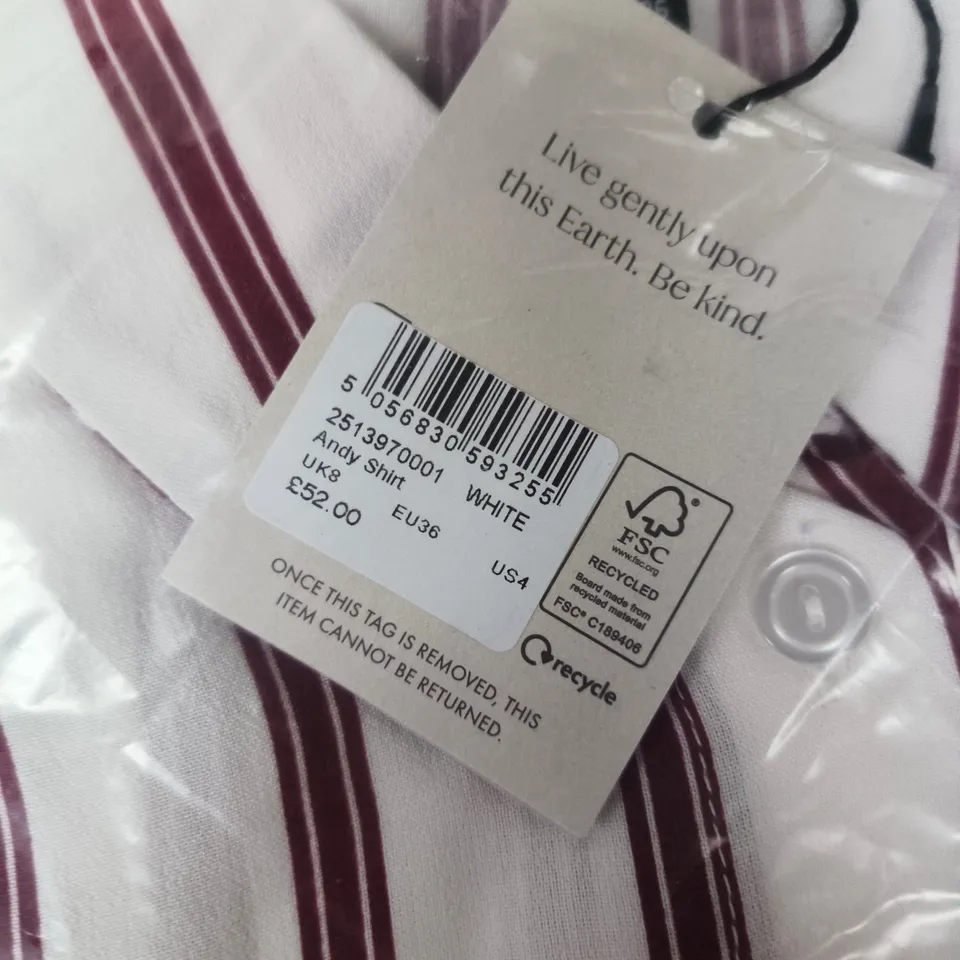 Live gently upon
this Earth. Be kind.
5 056830 593255
2513970001 WHITE
Andy Shirt
UK8 EU36 US4
£52.00
FSC
www.fsc.org
RECYCLED
Board made from
recycled material
FSC® C189406
recycle
ONCE THIS TAG IS REMOVED, THIS
ITEM CANNOT BE RETURNED.